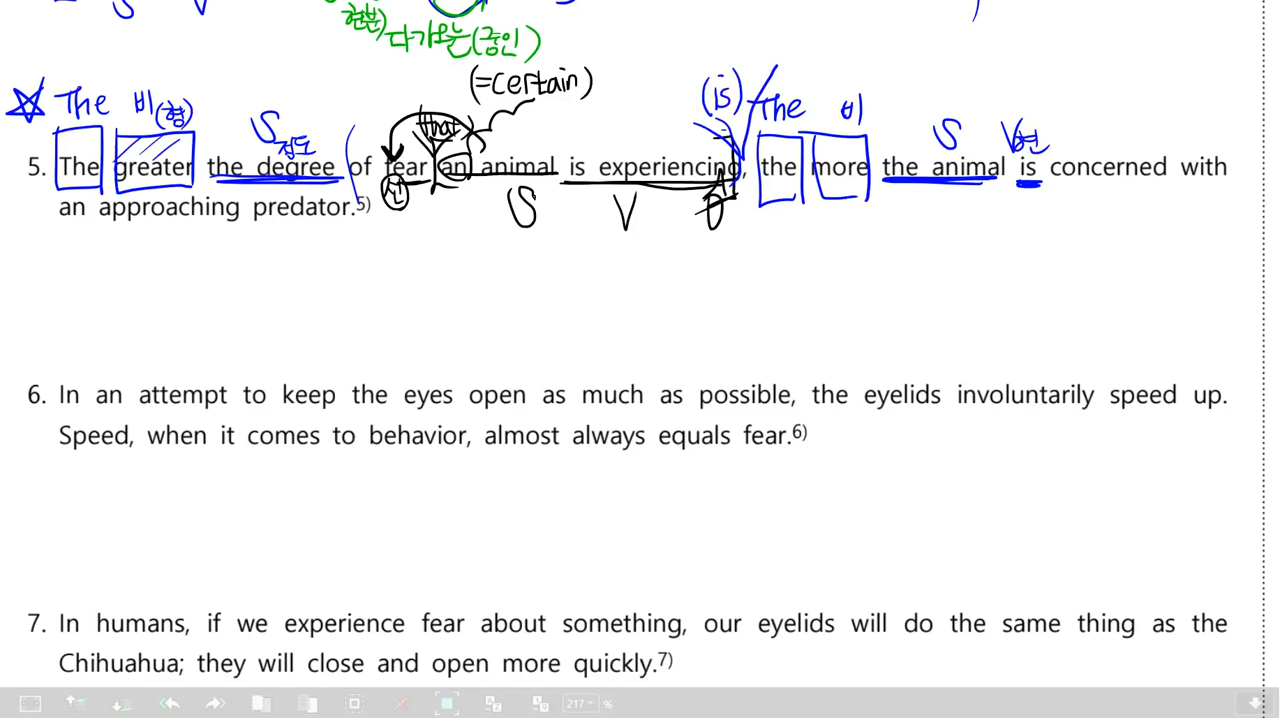 S V
현분) 다가오는(중인)
(=certain)
☆ The 비(형) S정도 that (is) the 비 S V현
5. The greater the degree of fear an animal is experiencing, the more the animal is concerned with
an approaching predator.5)
선 S V O
6. In an attempt to keep the eyes open as much as possible, the eyelids involuntarily speed up.
Speed, when it comes to behavior, almost always equals fear.6)
7. In humans, if we experience fear about something, our eyelids will do the same thing as the
Chihuahua; they will close and open more quickly.7)
217 %